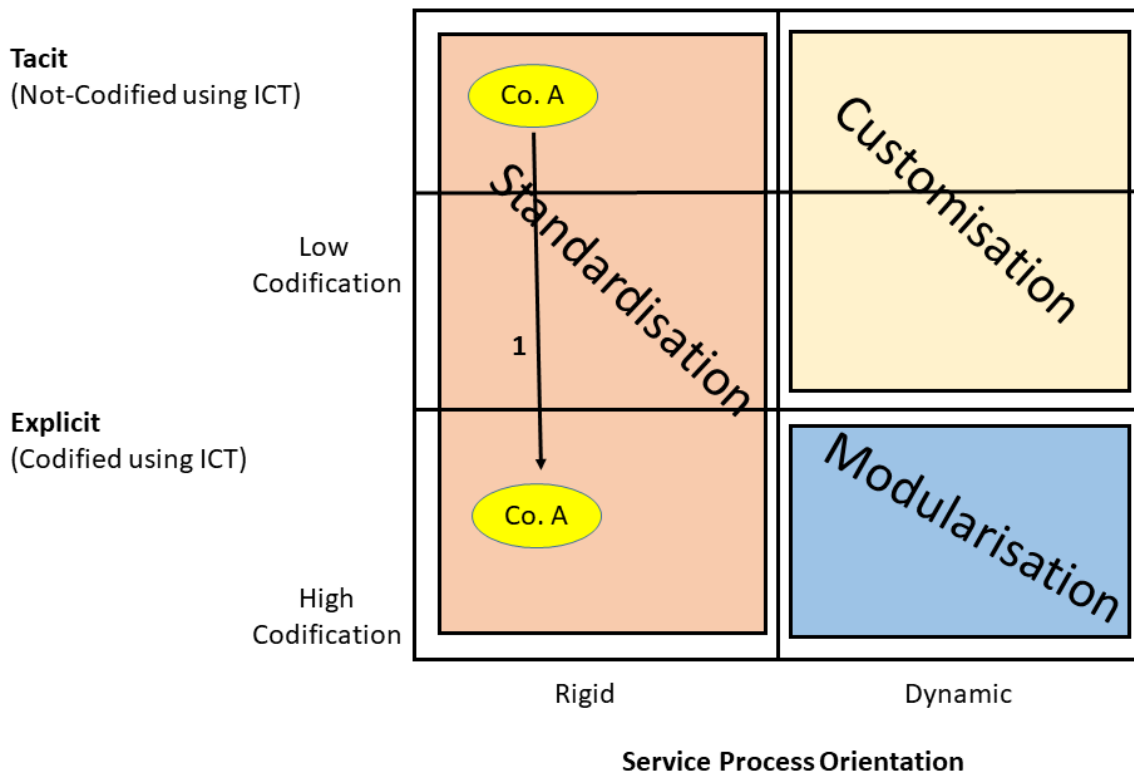 Tacit
(Not-Codified using ICT)
Co. A
Customisation
Standardisation
Low
Codification
1
Explicit
(Codified using ICT)
Modularisation
Co. A
High
Codification
Rigid
Dynamic
Service Process Orientation